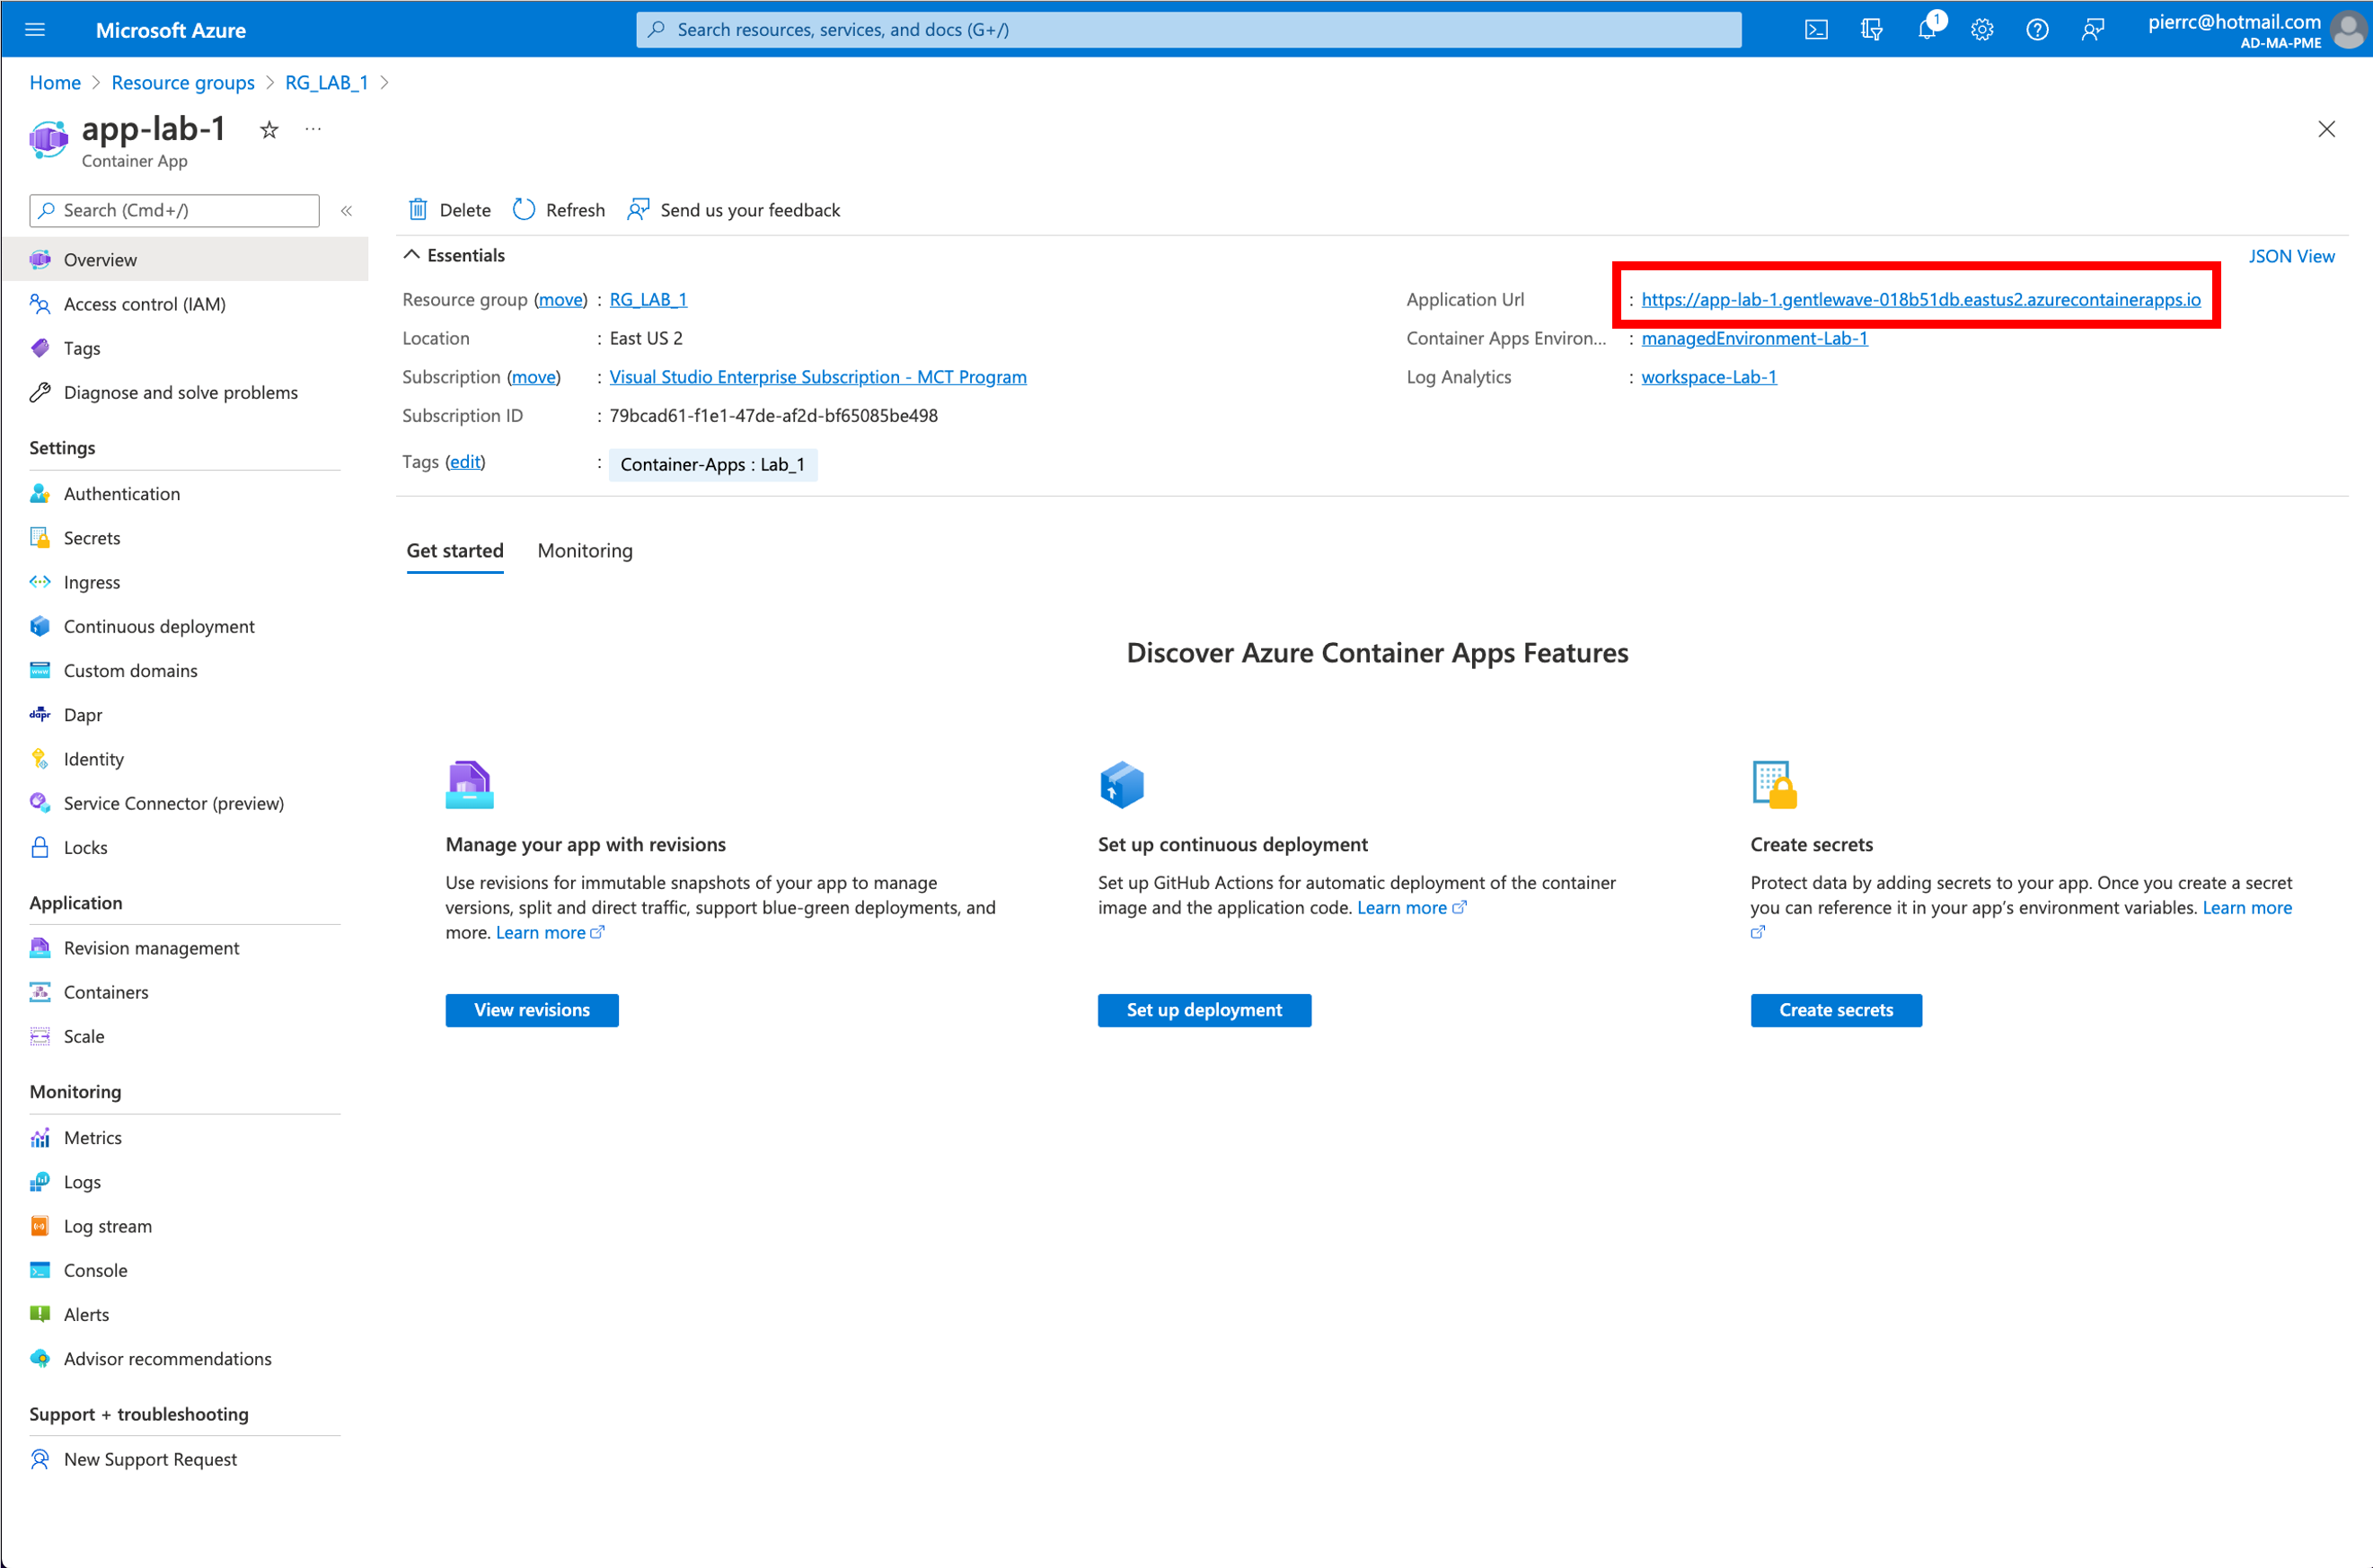 Microsoft Azure
Search resources, services, and docs (G+/)
1
pierrc@hotmail.com
AD-MA-PME
Home > Resource groups > RG_LAB_1 >
app-lab-1
Container App
Search (Cmd+/)
Delete
Refresh
Send us your feedback
Overview
Access control (IAM)
Tags
Diagnose and solve problems
Settings
Authentication
Secrets
Ingress
Continuous deployment
Custom domains
dapr Dapr
Identity
Service Connector (preview)
Locks
Application
Revision management
Containers
Scale
Monitoring
Metrics
Logs
Log stream
Console
Alerts
Advisor recommendations
Support + troubleshooting
New Support Request
Essentials
JSON View
Resource group (move) : RG_LAB_1
Location : East US 2
Subscription (move) : Visual Studio Enterprise Subscription - MCT Program
Subscription ID : 79bcad61-f1e1-47de-af2d-bf65085be498
Tags (edit) : Container-Apps : Lab_1
Application Url : https://app-lab-1.gentlewave-018b51db.eastus2.azurecontainerapps.io
Container Apps Environ... : managedEnvironment-Lab-1
Log Analytics : workspace-Lab-1
Get started
Monitoring
Discover Azure Container Apps Features
Manage your app with revisions
Use revisions for immutable snapshots of your app to manage
versions, split and direct traffic, support blue-green deployments, and
more. Learn more
View revisions
Set up continuous deployment
Set up GitHub Actions for automatic deployment of the container
image and the application code. Learn more
Set up deployment
Create secrets
Protect data by adding secrets to your app. Once you create a secret
you can reference it in your app's environment variables. Learn more
Create secrets